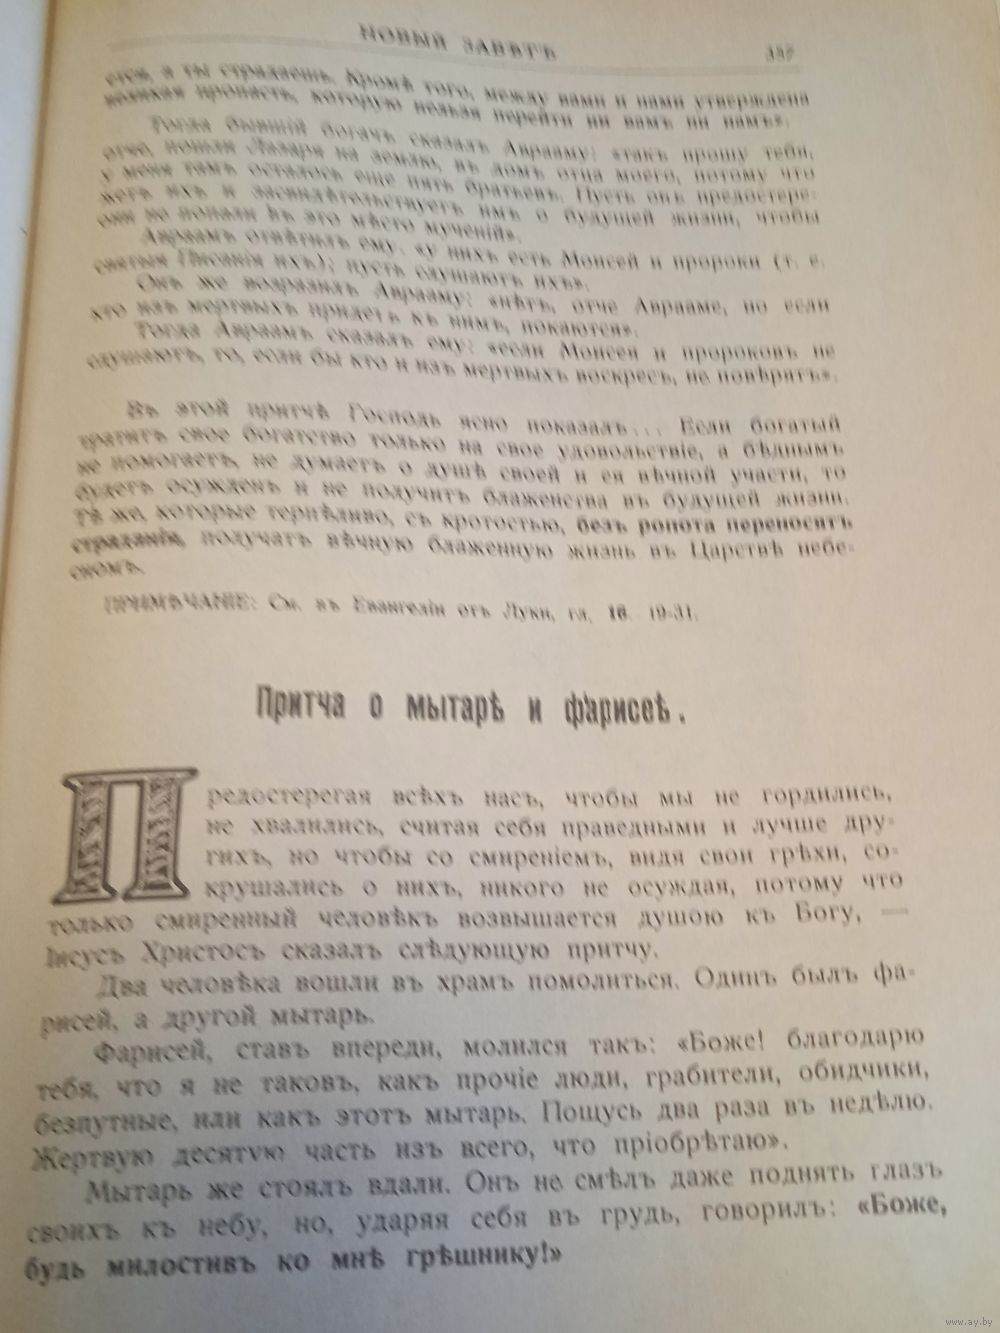 НОВЫЙ ЗАВѢТЪ
ется, а ты страдаешь. Кромѣ того, между вами и нами утверждена
великая пропасть, которую нельзя перейти ни вамъ ни намъ».
Тогда бывшій богачъ сказалъ Аврааму: «такъ прошу тебя,
отче, пошли Лазаря на землю, въ домъ отца моего, потому что
у меня тамъ осталось еще пять братьевъ. Пусть онъ предостере-
жетъ ихъ и засвидѣтельствуетъ имъ о будущей жизни, чтобы
они не попали въ это мѣсто мученій».
Авраамъ отвѣтилъ ему: «у нихъ есть Моисей и пророки (т. е.
святыя Писанія ихъ); пусть слушаютъ ихъ».
Онъ же возразилъ Аврааму: «нѣтъ, отче Аврааме, но если
кто изъ мертвыхъ придетъ къ нимъ, покаются».
Тогда Авраамъ сказалъ ему: «если Моисея и пророковъ не
слушаютъ, то, если бы кто и изъ мертвыхъ воскресъ, не повѣрятъ».
Въ этой притчѣ Господь ясно показалъ... Если богатый
тратитъ свое богатство только на свое удовольствіе, а бѣднымъ
не помогаетъ, не думаетъ о душѣ своей и ея вѣчной участи, то
будетъ осужденъ и не получитъ блаженства въ будущей жизни.
Тѣ же, которые терпѣливо, съ кротостью, безъ ропота переносятъ
страданія, получатъ вѣчную блаженную жизнь въ Царствѣ небе-
сномъ.
ПРИМѢЧАНІЕ: См. въ Евангеліи отъ Луки, гл, 16. 19-31.
Притча о мытарѣ и фарисеѣ.
Предостерегая всѣхъ насъ, чтобы мы не гордились,
не хвалились, считая себя праведными и лучше дру-
гихъ, но чтобы со смиреніемъ, видя свои грѣхи, со-
крушались о нихъ, никого не осуждая, потому что
только смиренный человѣкъ возвышается душою къ Богу, —
Іисусъ Христосъ сказалъ слѣдующую притчу.
Два человѣка вошли въ храмъ помолиться. Одинъ былъ фа-
рисей, а другой мытарь.
Фарисей, ставъ впереди, молился такъ: «Боже! благодарю
тебя, что я не таковъ, какъ прочіе люди, грабители, обидчики,
безпутные, или какъ этотъ мытарь. Пощусь два раза въ недѣлю.
Жертвую десятую часть изъ всего, что пріобрѣтаю».
Мытарь же стоялъ вдали. Онъ не смѣлъ даже поднять глазъ
своихъ къ небу, но, ударяя себя въ грудь, говорилъ: «Боже,
будь милостивъ ко мнѣ грѣшнику!»
www.ay.by